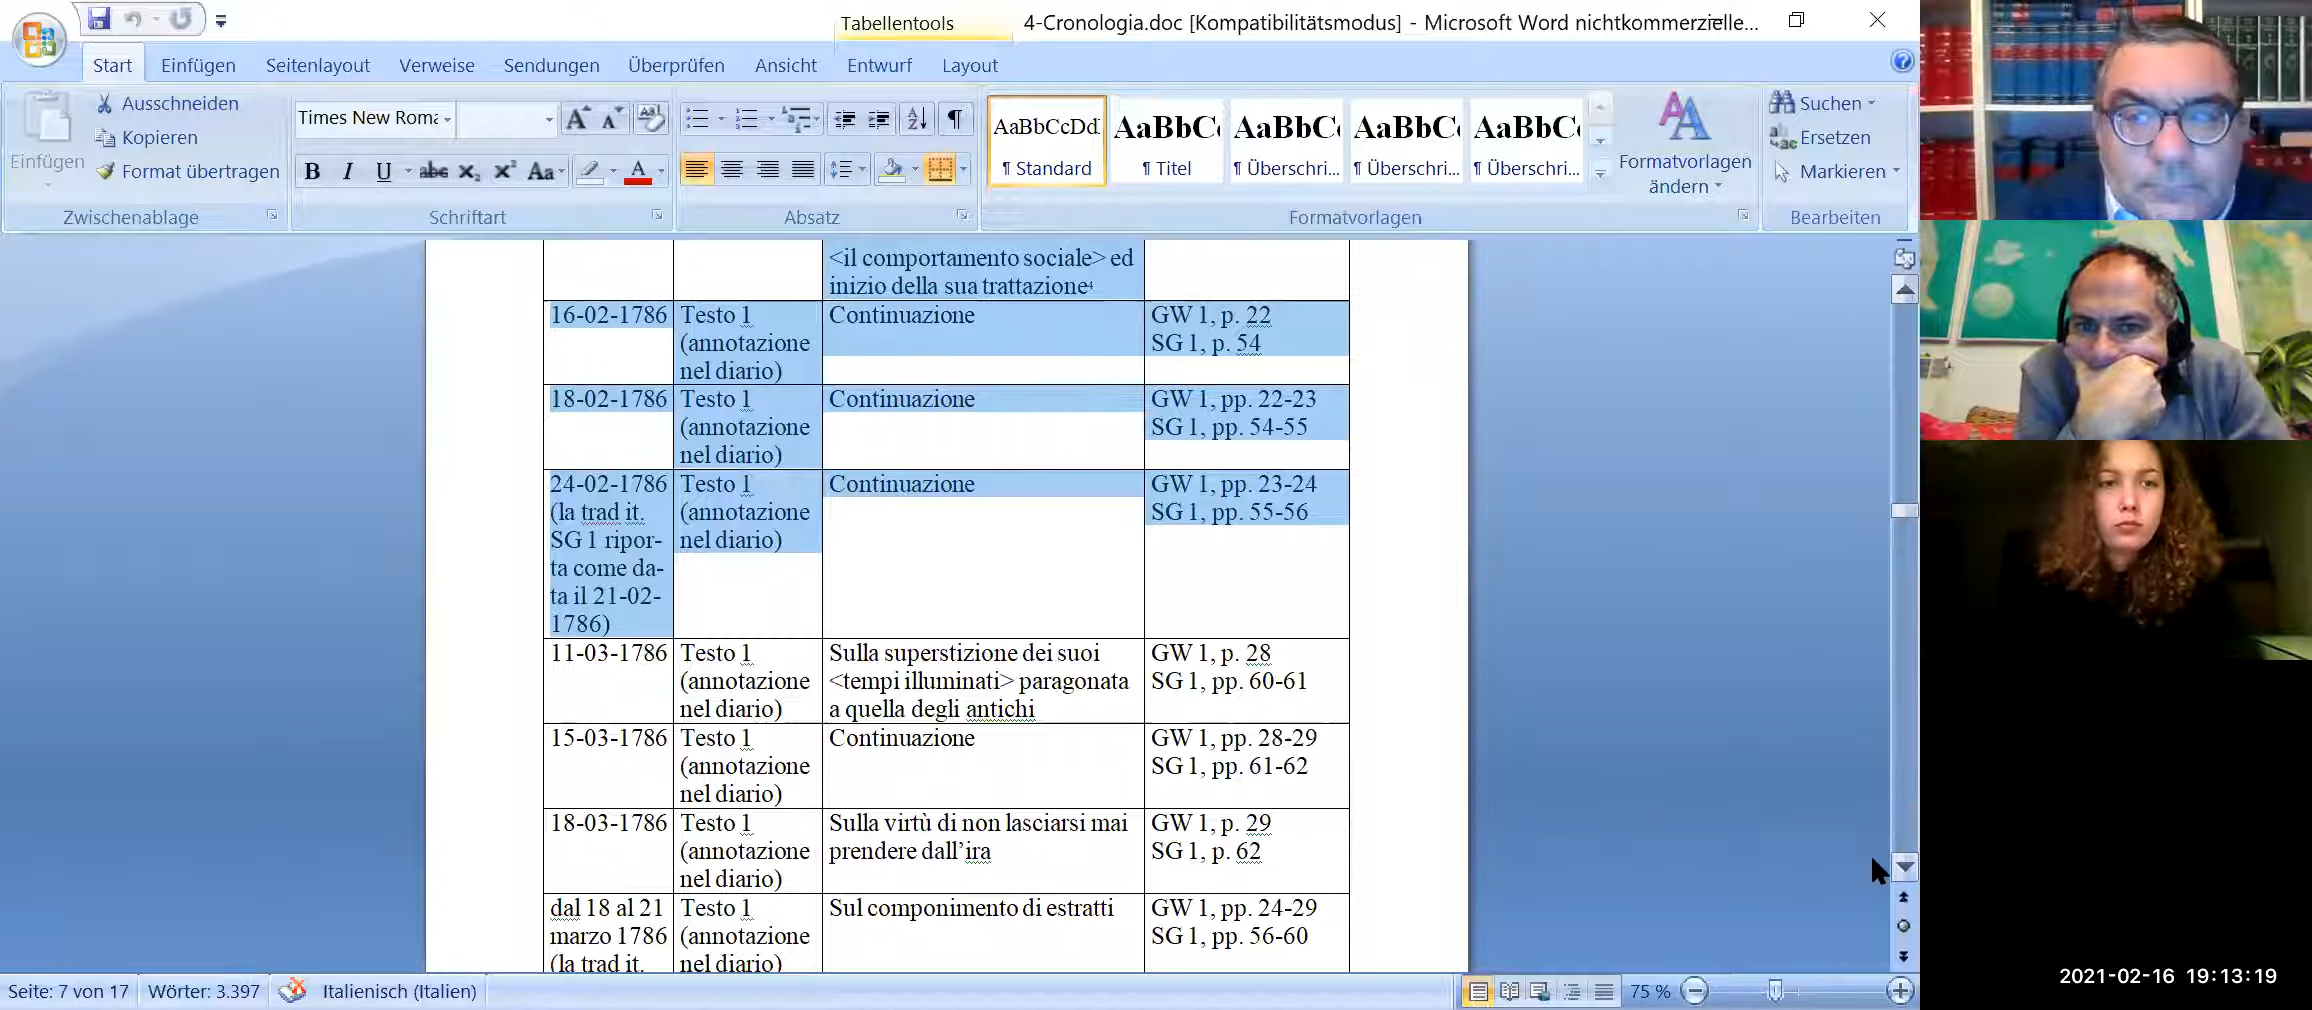 Tabellentools
4-Cronologia.doc [Kompatibilitätsmodus] - Microsoft Word nichtkommerzielle...
Start Einfügen Seitenlayout Verweise Sendungen Überprüfen Ansicht Entwurf Layout
Einfügen
Ausschneiden
Kopieren
Format übertragen
Zwischenablage
Times New Roma
Schriftart
Absatz
AaBbCcDd AaBbC AaBbC AaBbC AaBbC
¶ Standard ¶ Titel ¶ Überschri... ¶ Überschri... ¶ Überschri...
Formatvorlagen
Formatvorlagen
ändern
Suchen
Ersetzen
Markieren
Bearbeiten
<il comportamento sociale> ed
inizio della sua trattazione⁴
16-02-1786
Testo 1
(annotazione
nel diario)
Continuazione
GW 1, p. 22
SG 1, p. 54
18-02-1786
Testo 1
(annotazione
nel diario)
Continuazione
GW 1, pp. 22-23
SG 1, pp. 54-55
24-02-1786
(la trad it.
SG 1 ripor-
ta come da-
ta il 21-02-
1786)
Testo 1
(annotazione
nel diario)
Continuazione
GW 1, pp. 23-24
SG 1, pp. 55-56
11-03-1786
Testo 1
(annotazione
nel diario)
Sulla superstizione dei suoi
<tempi illuminati> paragonata
a quella degli antichi
GW 1, p. 28
SG 1, pp. 60-61
15-03-1786
Testo 1
(annotazione
nel diario)
Continuazione
GW 1, pp. 28-29
SG 1, pp. 61-62
18-03-1786
Testo 1
(annotazione
nel diario)
Sulla virtù di non lasciarsi mai
prendere dall'ira
GW 1, p. 29
SG 1, p. 62
dal 18 al 21
marzo 1786
(la trad it.
Testo 1
(annotazione
nel diario)
Sul componimento di estratti
GW 1, pp. 24-29
SG 1, pp. 56-60
Seite: 7 von 17 Wörter: 3.397 Italienisch (Italien) 75 %
2021-02-16 19:13:19